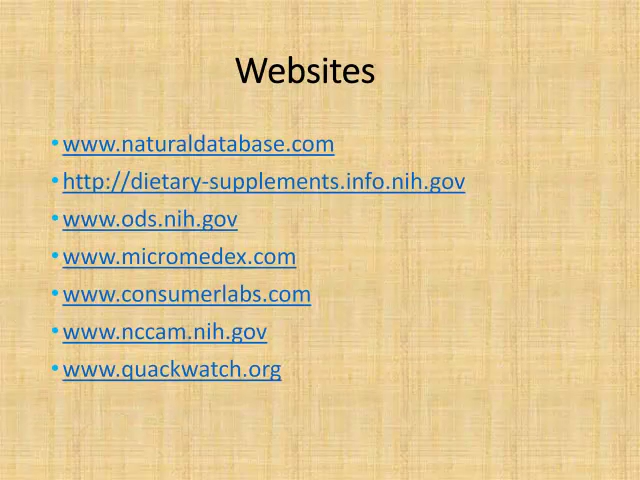 Websites
•www.naturaldatabase.com
•http://dietary-supplements.info.nih.gov
•www.ods.nih.gov
•www.micromedex.com
•www.consumerlabs.com
•www.nccam.nih.gov
•www.quackwatch.org